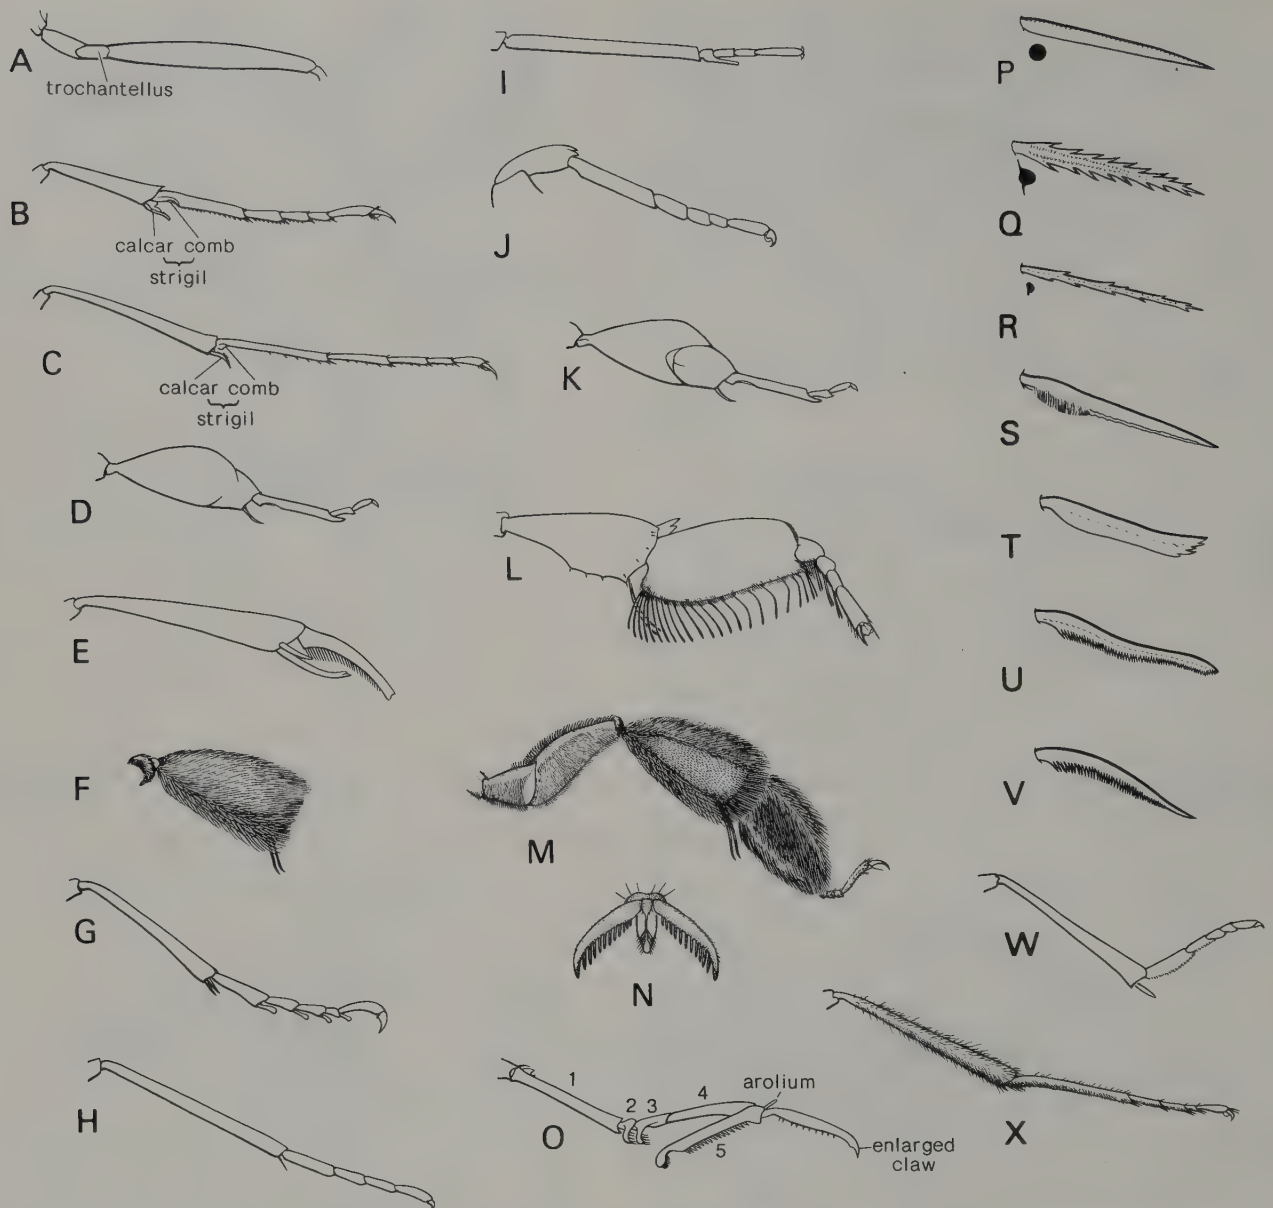 A
trochantellus
B
calcar comb
strigil
C
calcar comb
strigil
D
E
F
G
H
I
J
K
L
M
N
O
1
2
3
4
5
arolium
enlarged
claw
P
Q
R
S
T
U
V
W
X